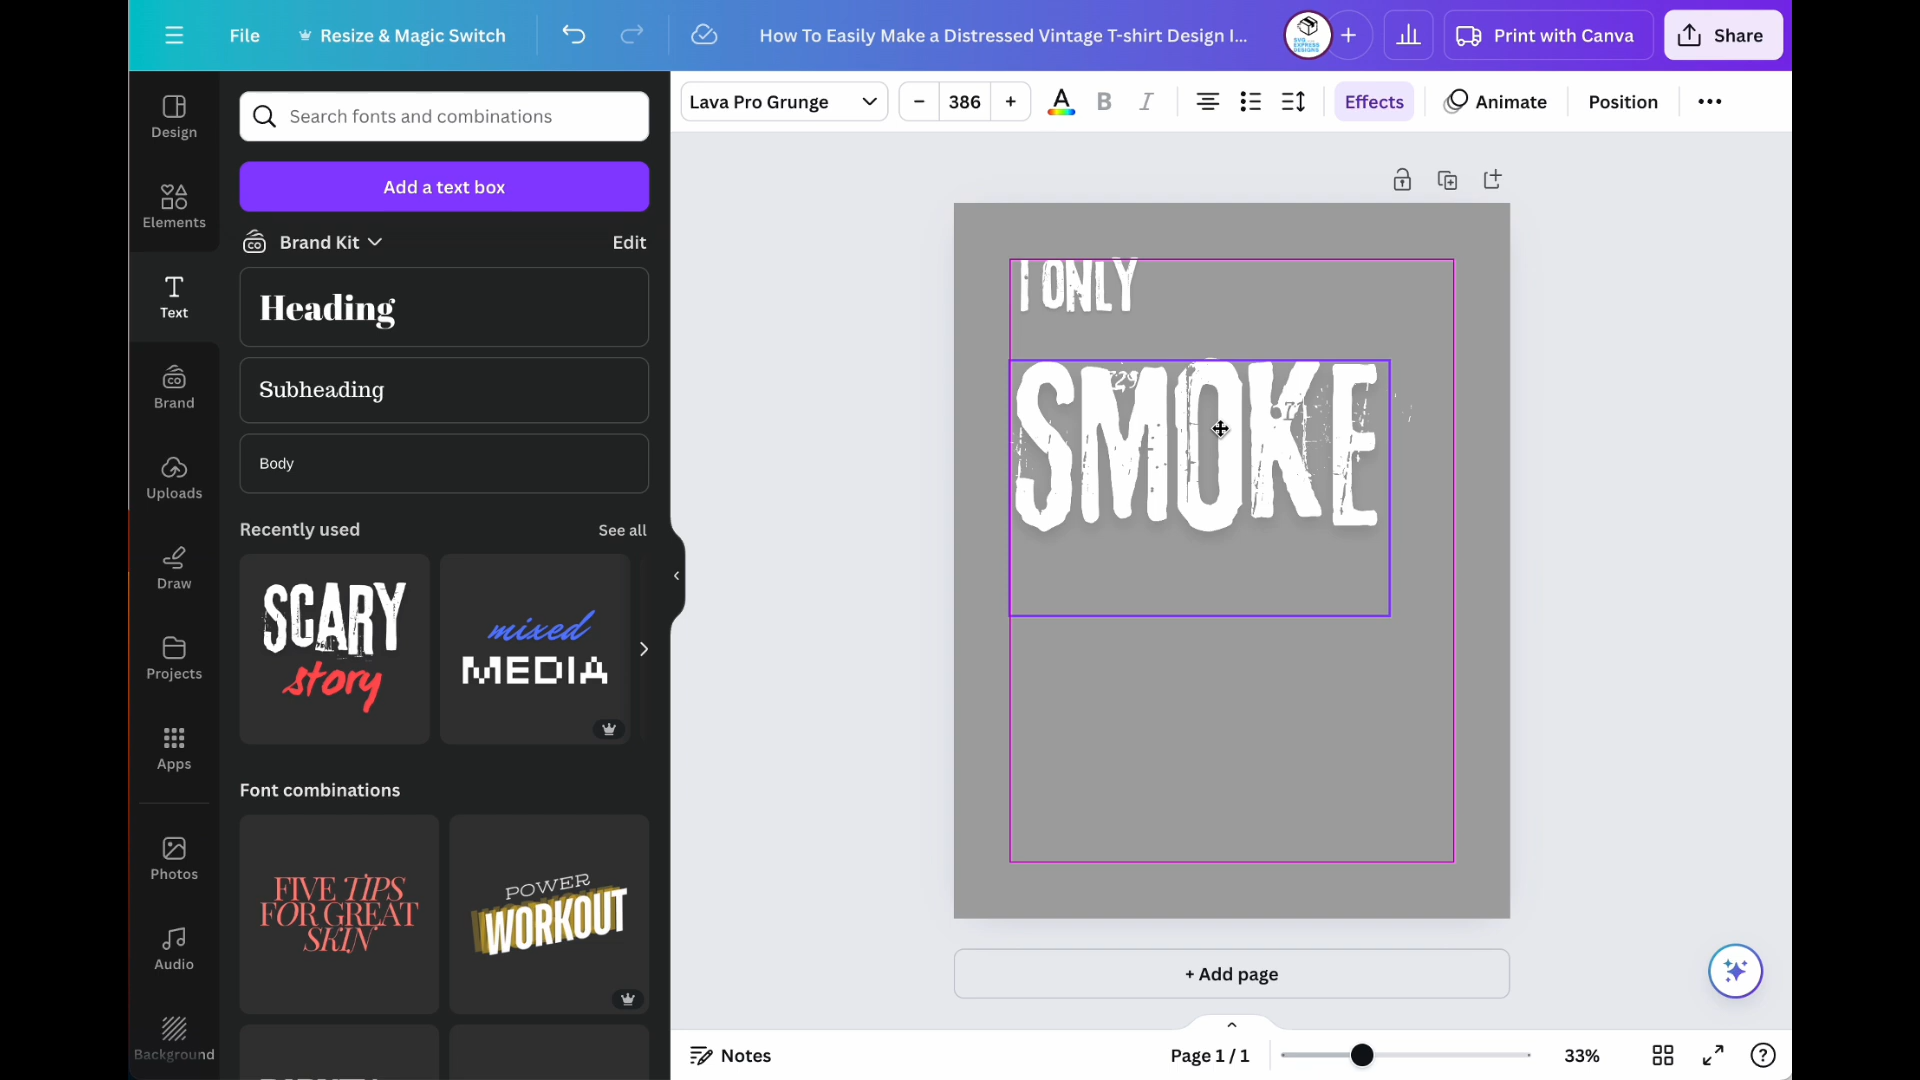 File
Resize & Magic Switch
How To Easily Make a Distressed Vintage T-shirt Design I...
SVG EXPRESS DESIGNS
Print with Canva
Share
Design
Elements
Text
Brand
Uploads
Draw
Projects
Apps
Photos
Audio
Background
Search fonts and combinations
Add a text box
Brand Kit
Edit
Heading
Subheading
Body
Recently used
See all
SCARY
story
mixed
MEDIA
Font combinations
FIVE TIPS
FOR GREAT
SKIN
POWER
WORKOUT
Lava Pro Grunge
386
Effects
Animate
Position
I ONLY
SMOKE
+ Add page
Notes
Page 1 / 1
33%